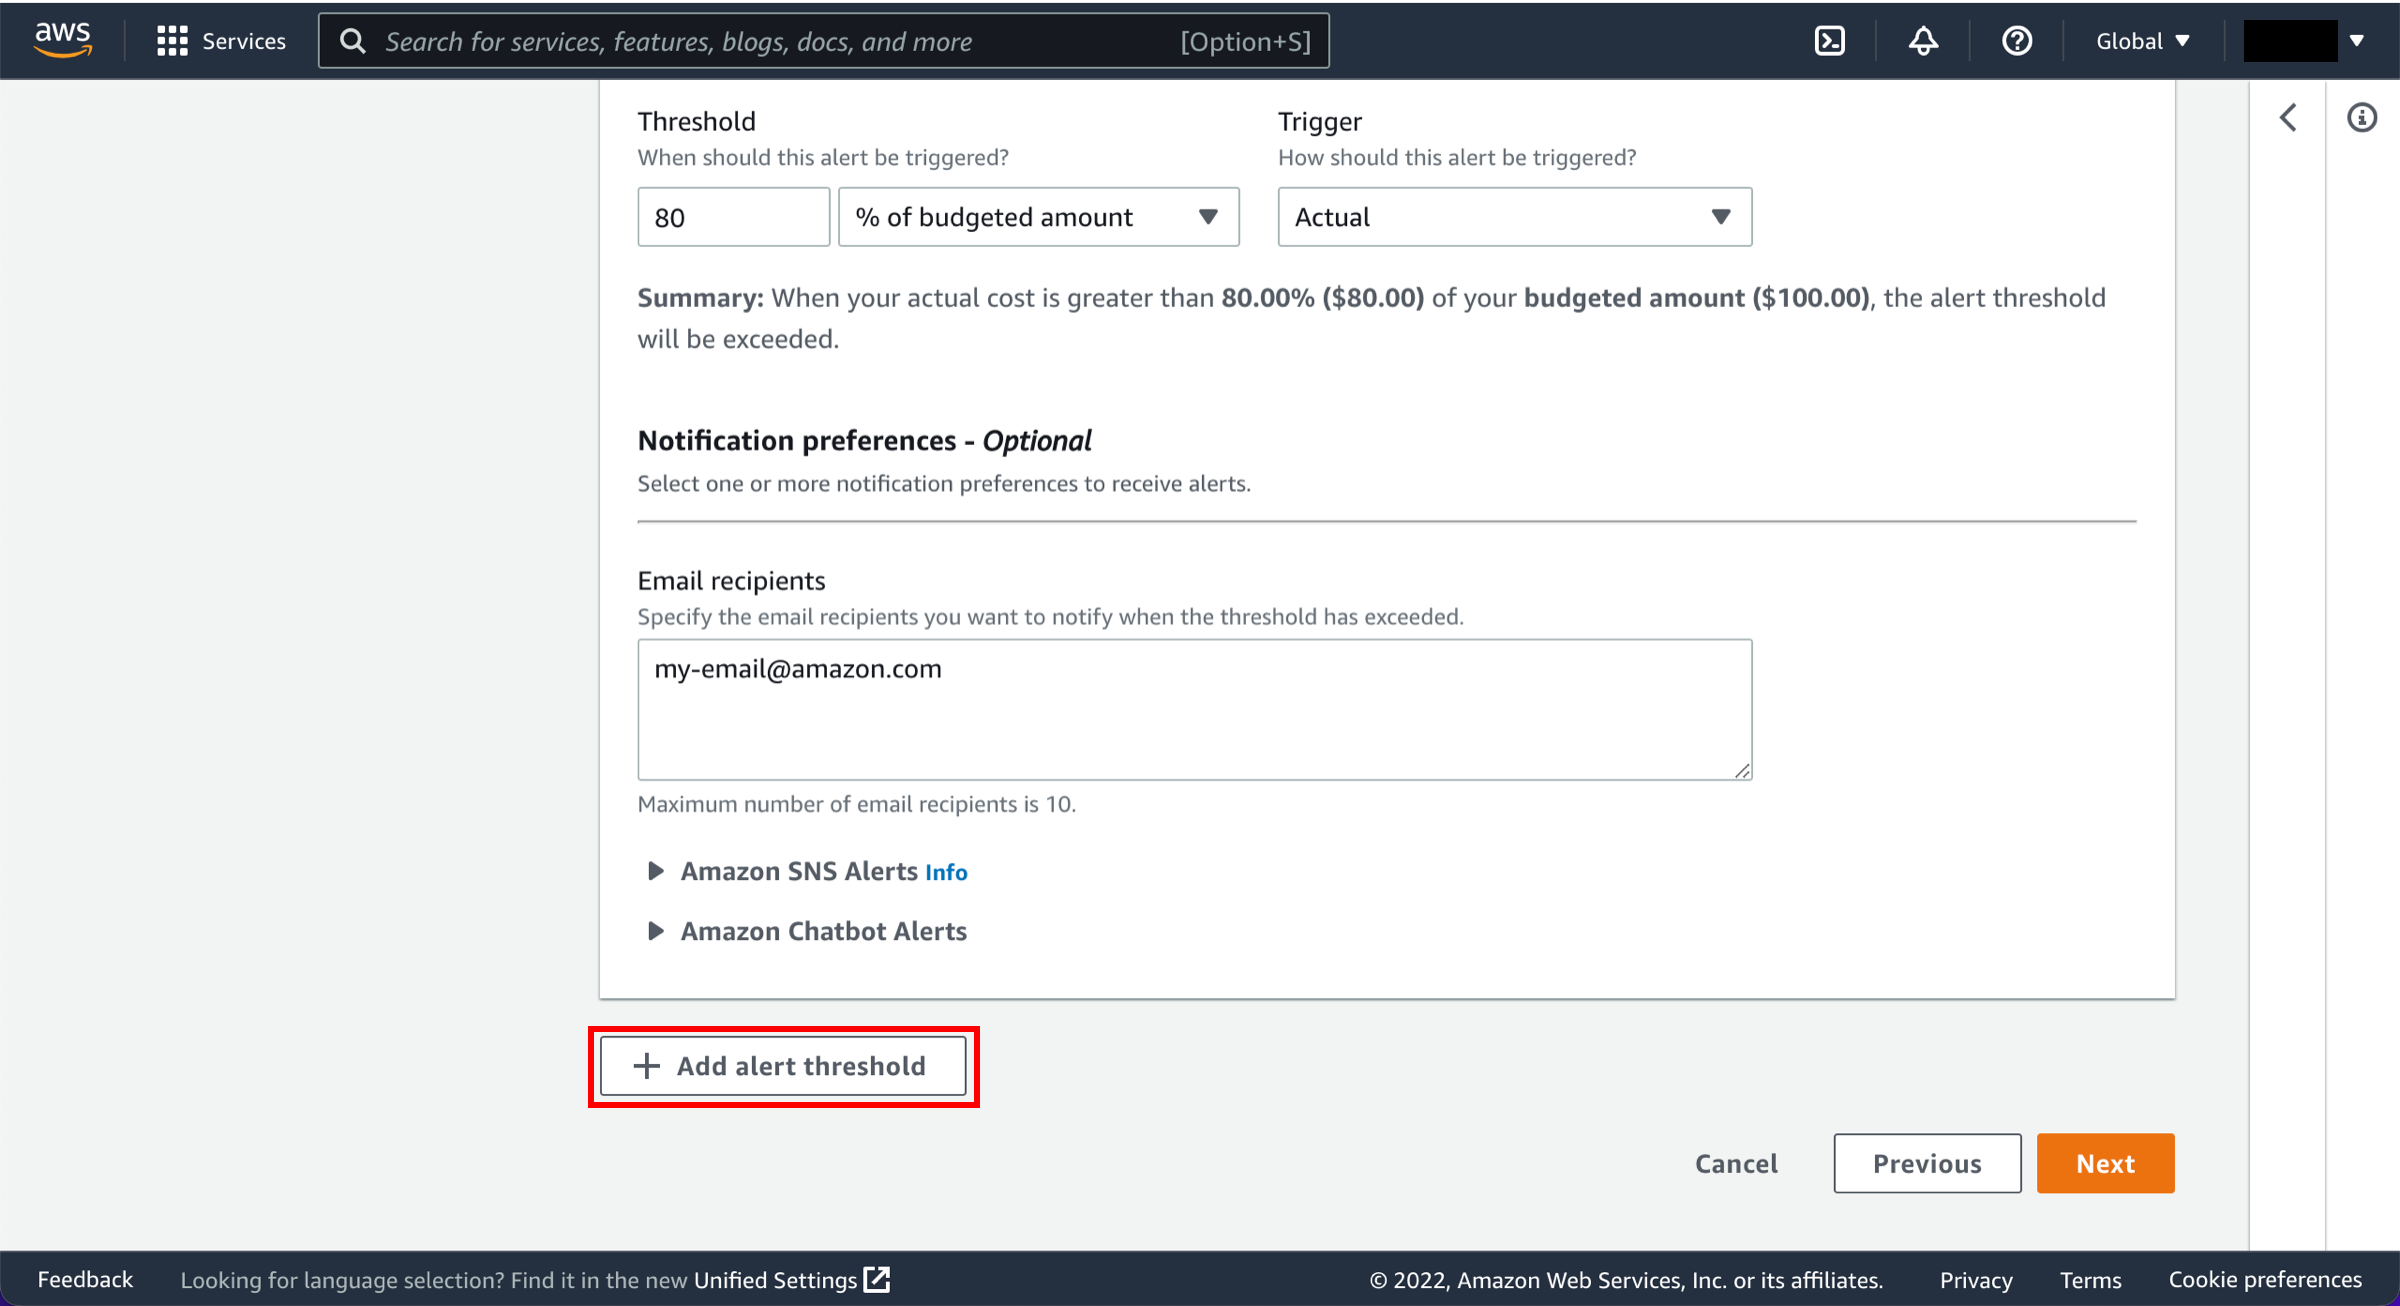 aws Services Search for services, features, blogs, docs, and more [Option+S] Global
Threshold
When should this alert be triggered?
80 % of budgeted amount
Trigger
How should this alert be triggered?
Actual
Summary: When your actual cost is greater than 80.00% ($80.00) of your budgeted amount ($100.00), the alert threshold
will be exceeded.
Notification preferences - Optional
Select one or more notification preferences to receive alerts.
Email recipients
Specify the email recipients you want to notify when the threshold has exceeded.
my-email@amazon.com
Maximum number of email recipients is 10.
Amazon SNS Alerts Info
Amazon Chatbot Alerts
Add alert threshold
Cancel Previous Next
Feedback Looking for language selection? Find it in the new Unified Settings © 2022, Amazon Web Services, Inc. or its affiliates. Privacy Terms Cookie preferences